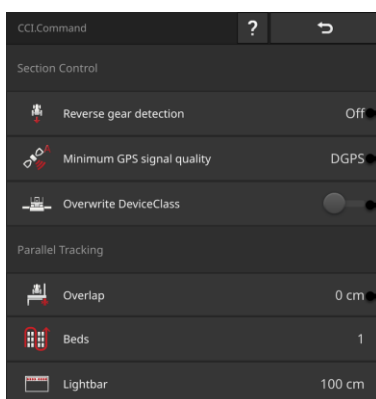 CCI.Command ?
Section Control
Reverse gear detection Off
Minimum GPS signal quality DGPS
Overwrite DeviceClass
Parallel Tracking
Overlap 0 cm
Beds 1
Lightbar 100 cm